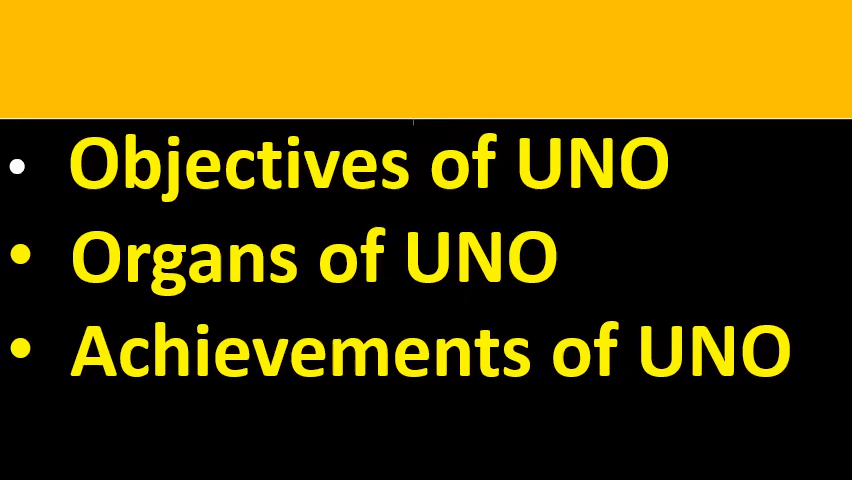 • Objectives of UNO
• Organs of UNO
• Achievements of UNO